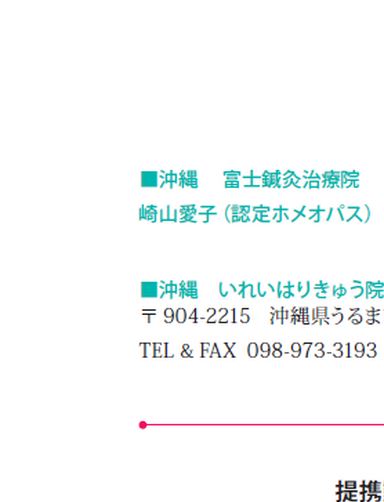 ■沖縄　富士鍼灸治療院
崎山愛子（認定ホメオパス）
■沖縄　いれいはりきゅう院
〒904-2215　沖縄県うるま
TEL & FAX 098-973-3193
提携